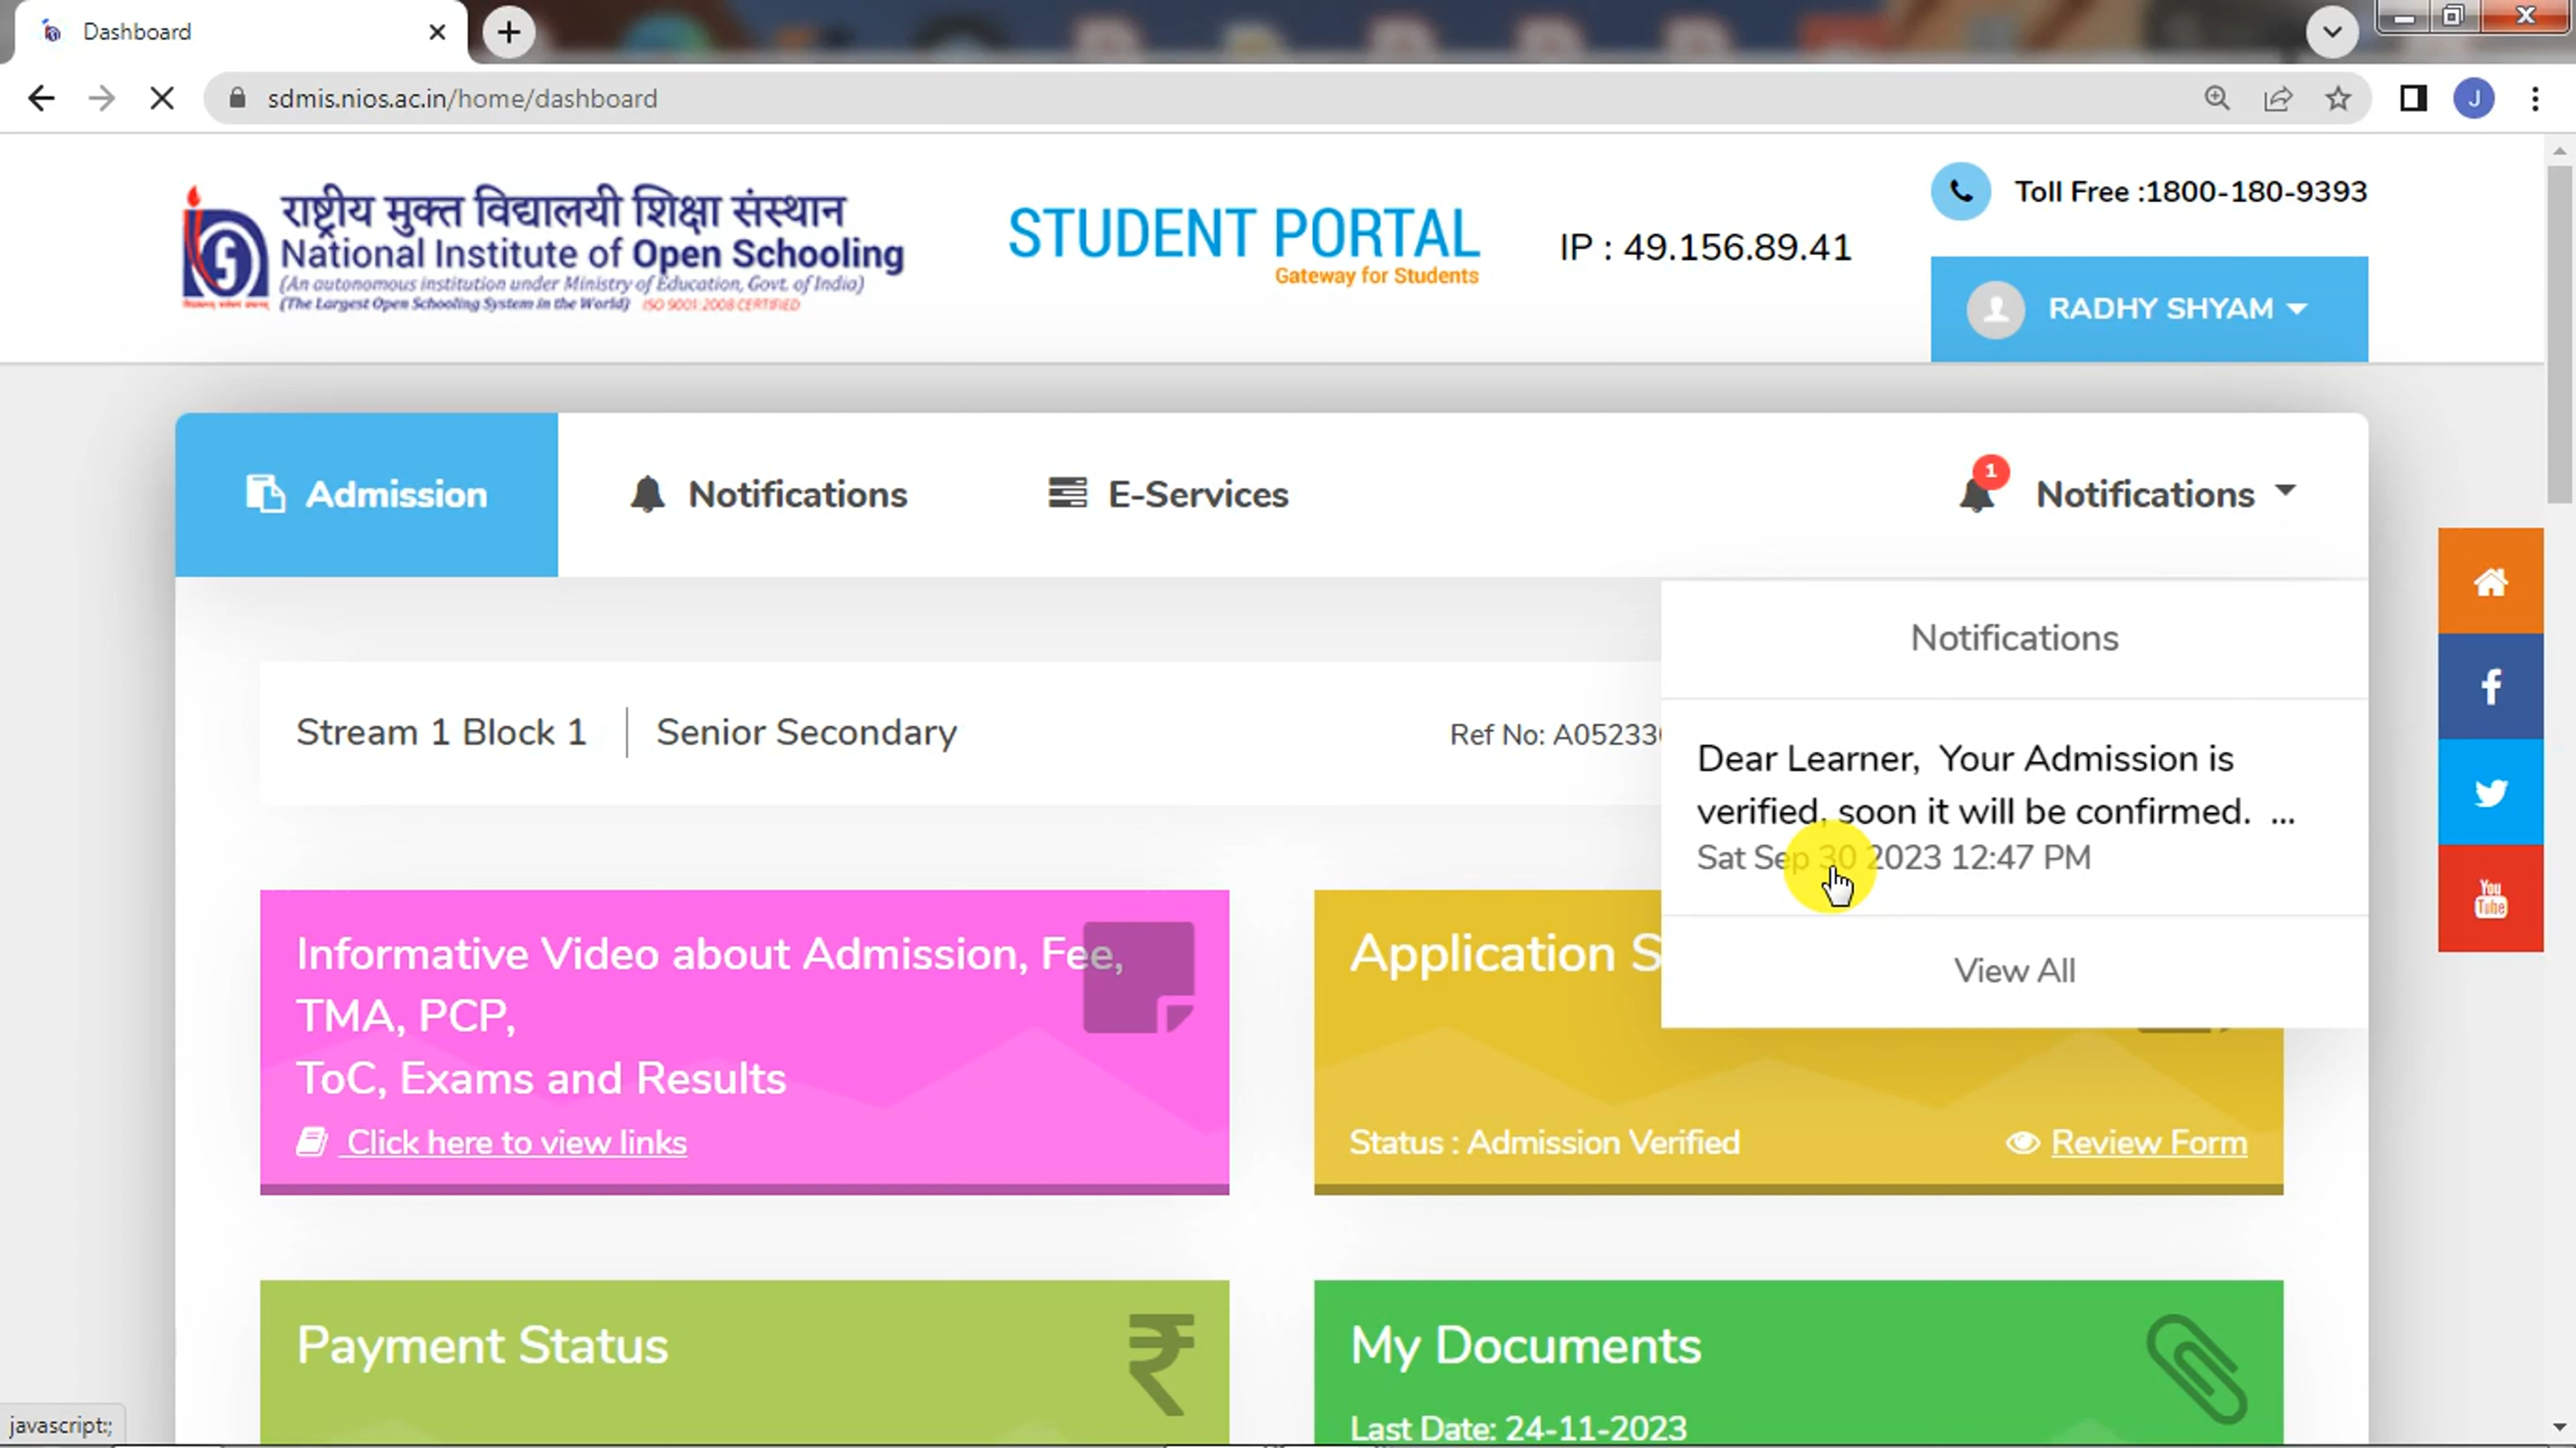 Dashboard
sdmis.nios.ac.in/home/dashboard
J
राष्ट्रीय मुक्त विद्यालयी शिक्षा संस्थान
National Institute of Open Schooling
(An autonomous institution under Ministry of Education, Govt. of India)
(The Largest Open Schooling System in the World) ISO 9001:2008 CERTIFIED
STUDENT PORTAL
Gateway for Students
IP : 49.156.89.41
Toll Free :1800-180-9393
RADHY SHYAM
Admission
Notifications
E-Services
1
Notifications
Notifications
Dear Learner, Your Admission is
verified, soon it will be confirmed. ...
Sat Sep 30 2023 12:47 PM
View All
Stream 1 Block 1
Senior Secondary
Ref No: A05233
Informative Video about Admission, Fee,
TMA, PCP,
ToC, Exams and Results
Click here to view links
Application S
Status : Admission Verified
Review Form
Payment Status
₹
My Documents
Last Date: 24-11-2023
You
Tube
javascript:;